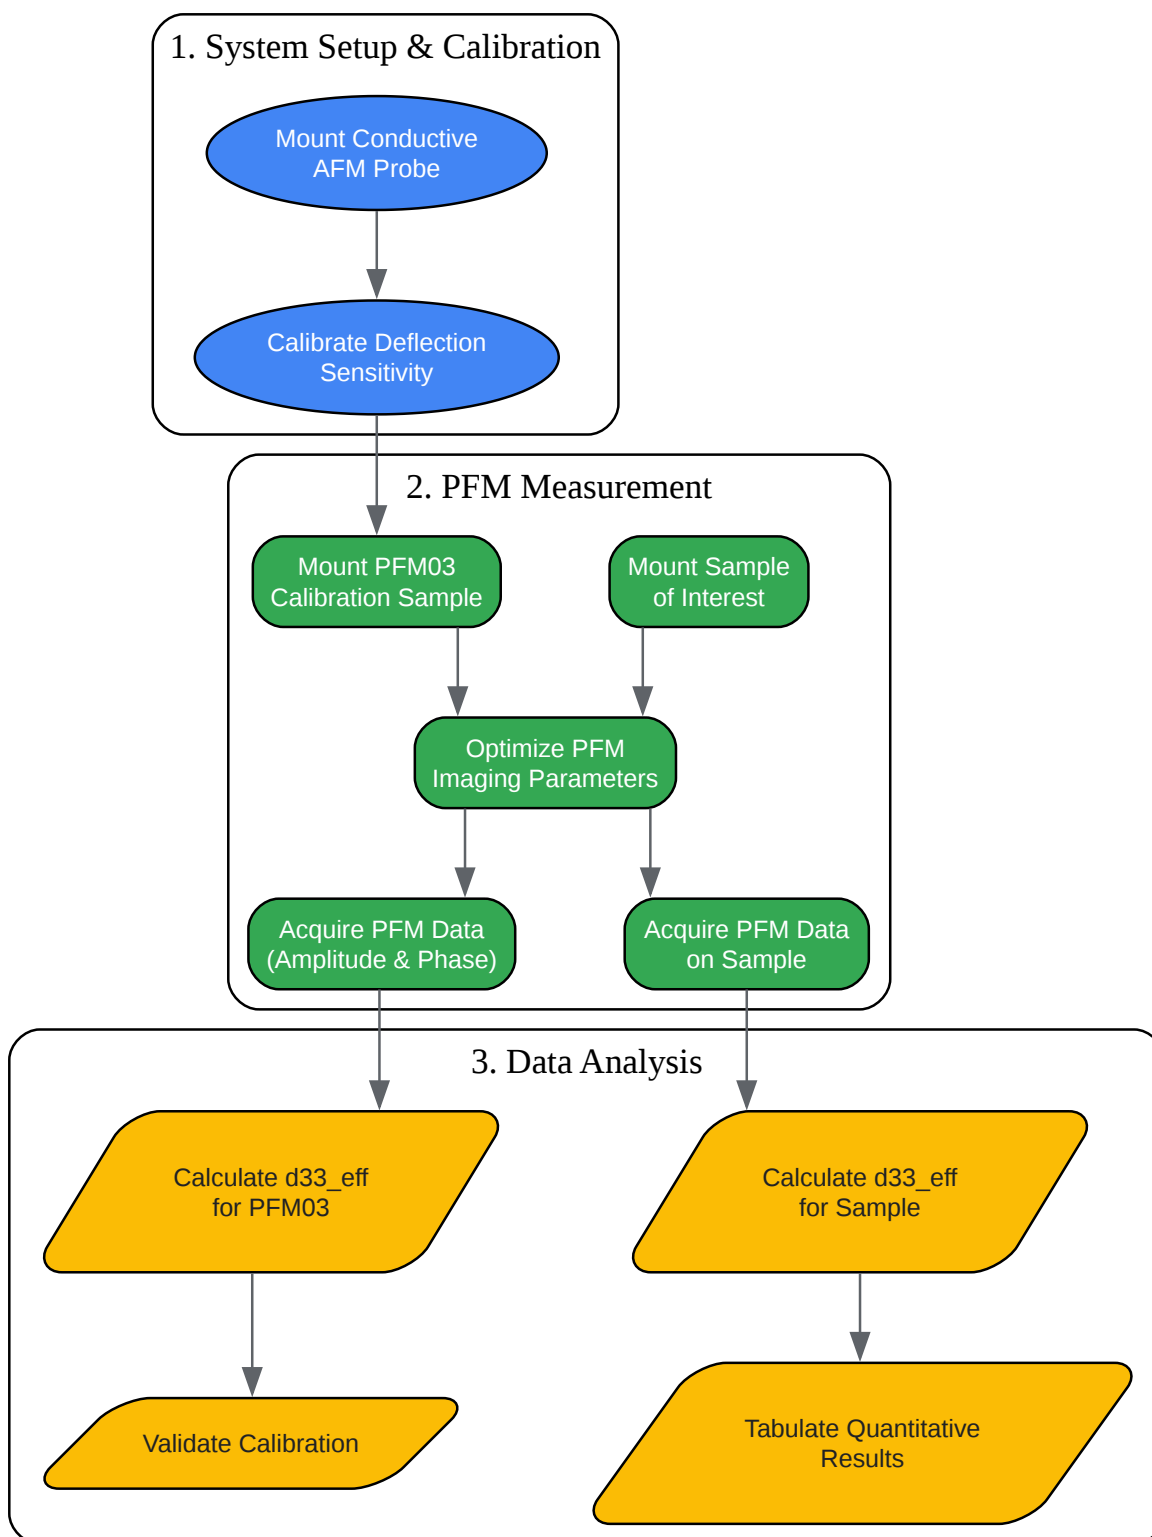 1. System Setup & Calibration
Mount Conductive
AFM Probe
Calibrate Deflection
Sensitivity
2. PFM Measurement
Mount PFM03
Calibration Sample
Mount Sample
of Interest
Optimize PFM
Imaging Parameters
Acquire PFM Data
(Amplitude & Phase)
Acquire PFM Data
on Sample
3. Data Analysis
Calculate d33_eff
for PFM03
Calculate d33_eff
for Sample
Validate Calibration
Tabulate Quantitative
Results